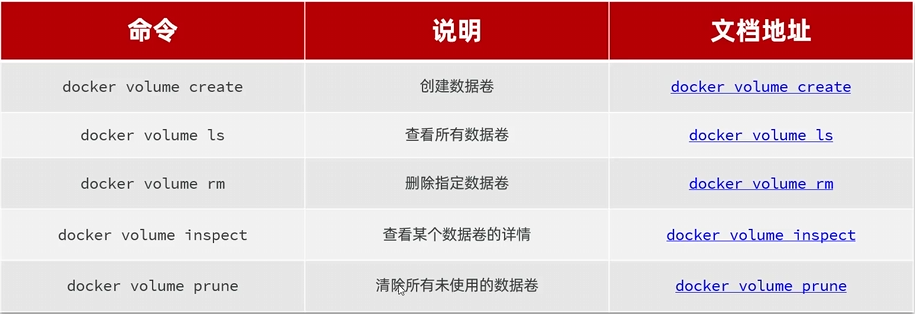 命令 说明 文档地址
docker volume create 创建数据卷 docker volume create
docker volume ls 查看所有数据卷 docker volume ls
docker volume rm 删除指定数据卷 docker volume rm
docker volume inspect 查看某个数据卷的详情 docker volume inspect
docker volume prune 清除所有未使用的数据卷 docker volume prune